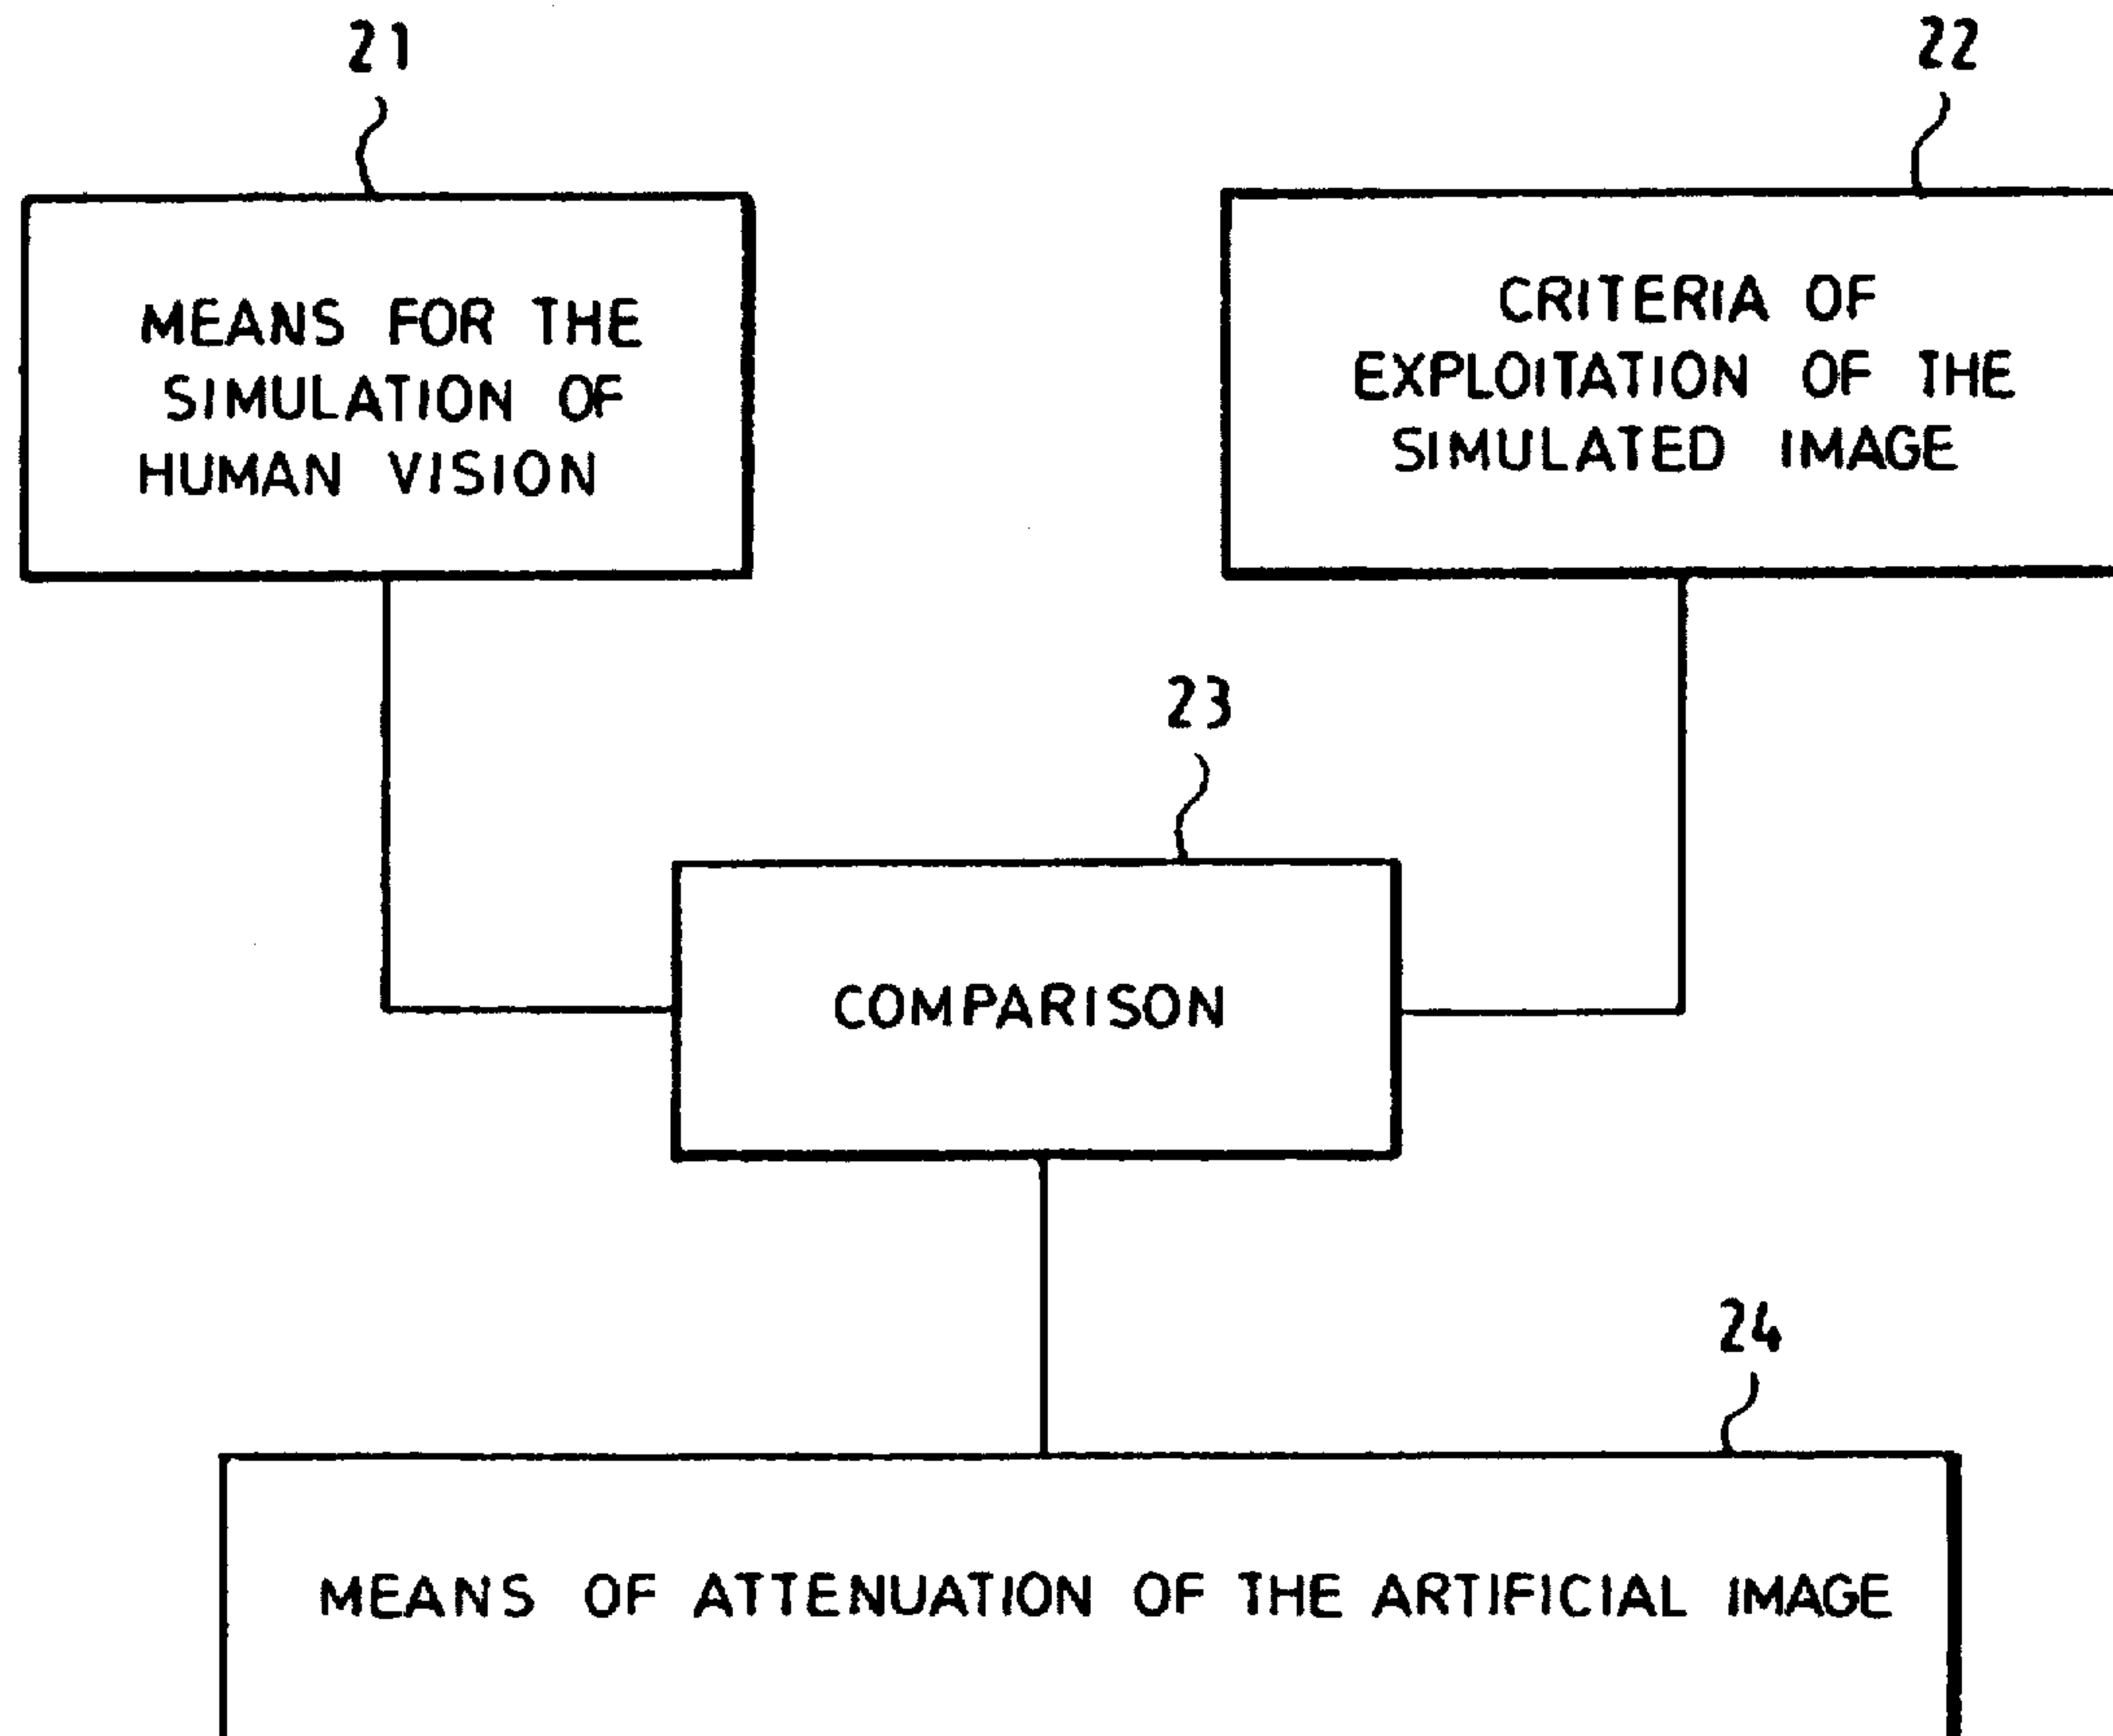 21
22
MEANS FOR THE
SIMULATION OF
HUMAN VISION
CRITERIA OF
EXPLOITATION OF THE
SIMULATED IMAGE
23
COMPARISON
24
MEANS OF ATTENUATION OF THE ARTIFICIAL IMAGE